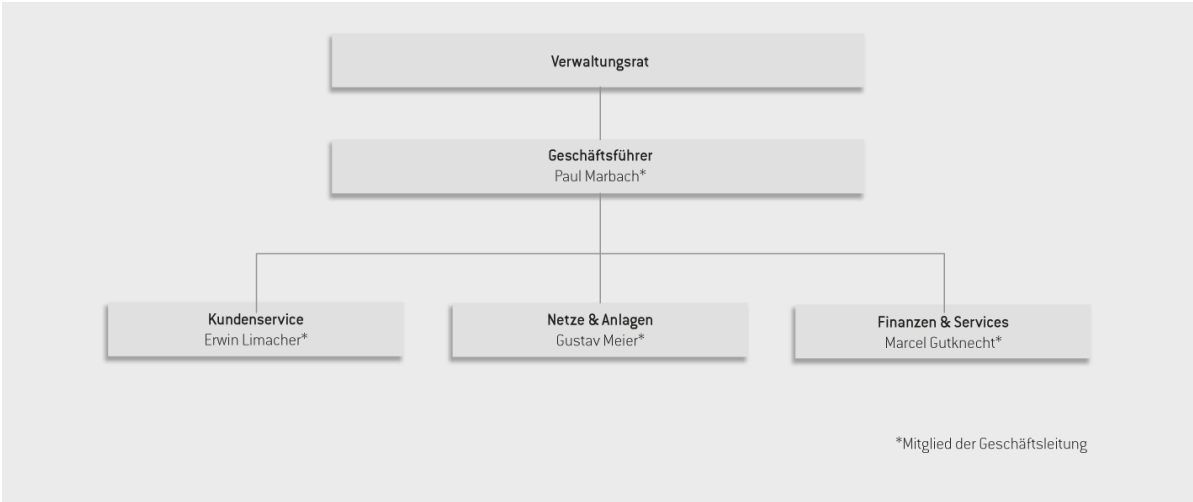 Verwaltungsrat
Geschäftsführer
Paul Marbach*
Kundenservice
Erwin Limacher*
Netze & Anlagen
Gustav Meier*
Finanzen & Services
Marcel Gutknecht*
*Mitglied der Geschäftsleitung